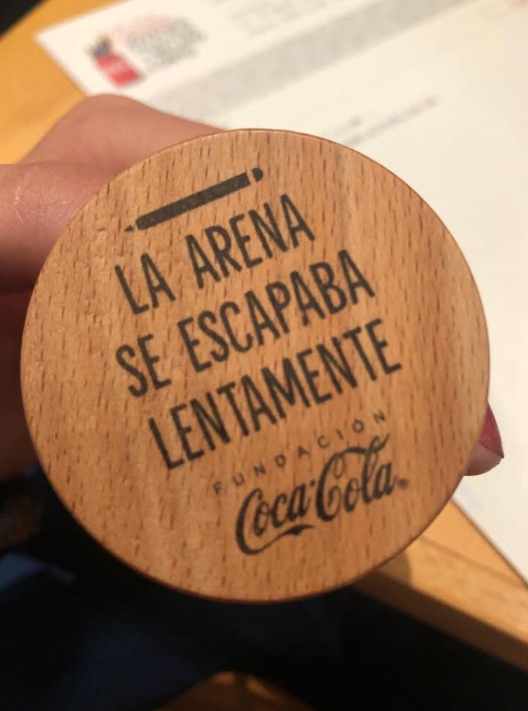 LA ARENA
SE ESCAPABA
LENTAMENTE
FUNDACIÓN
Coca-Cola®